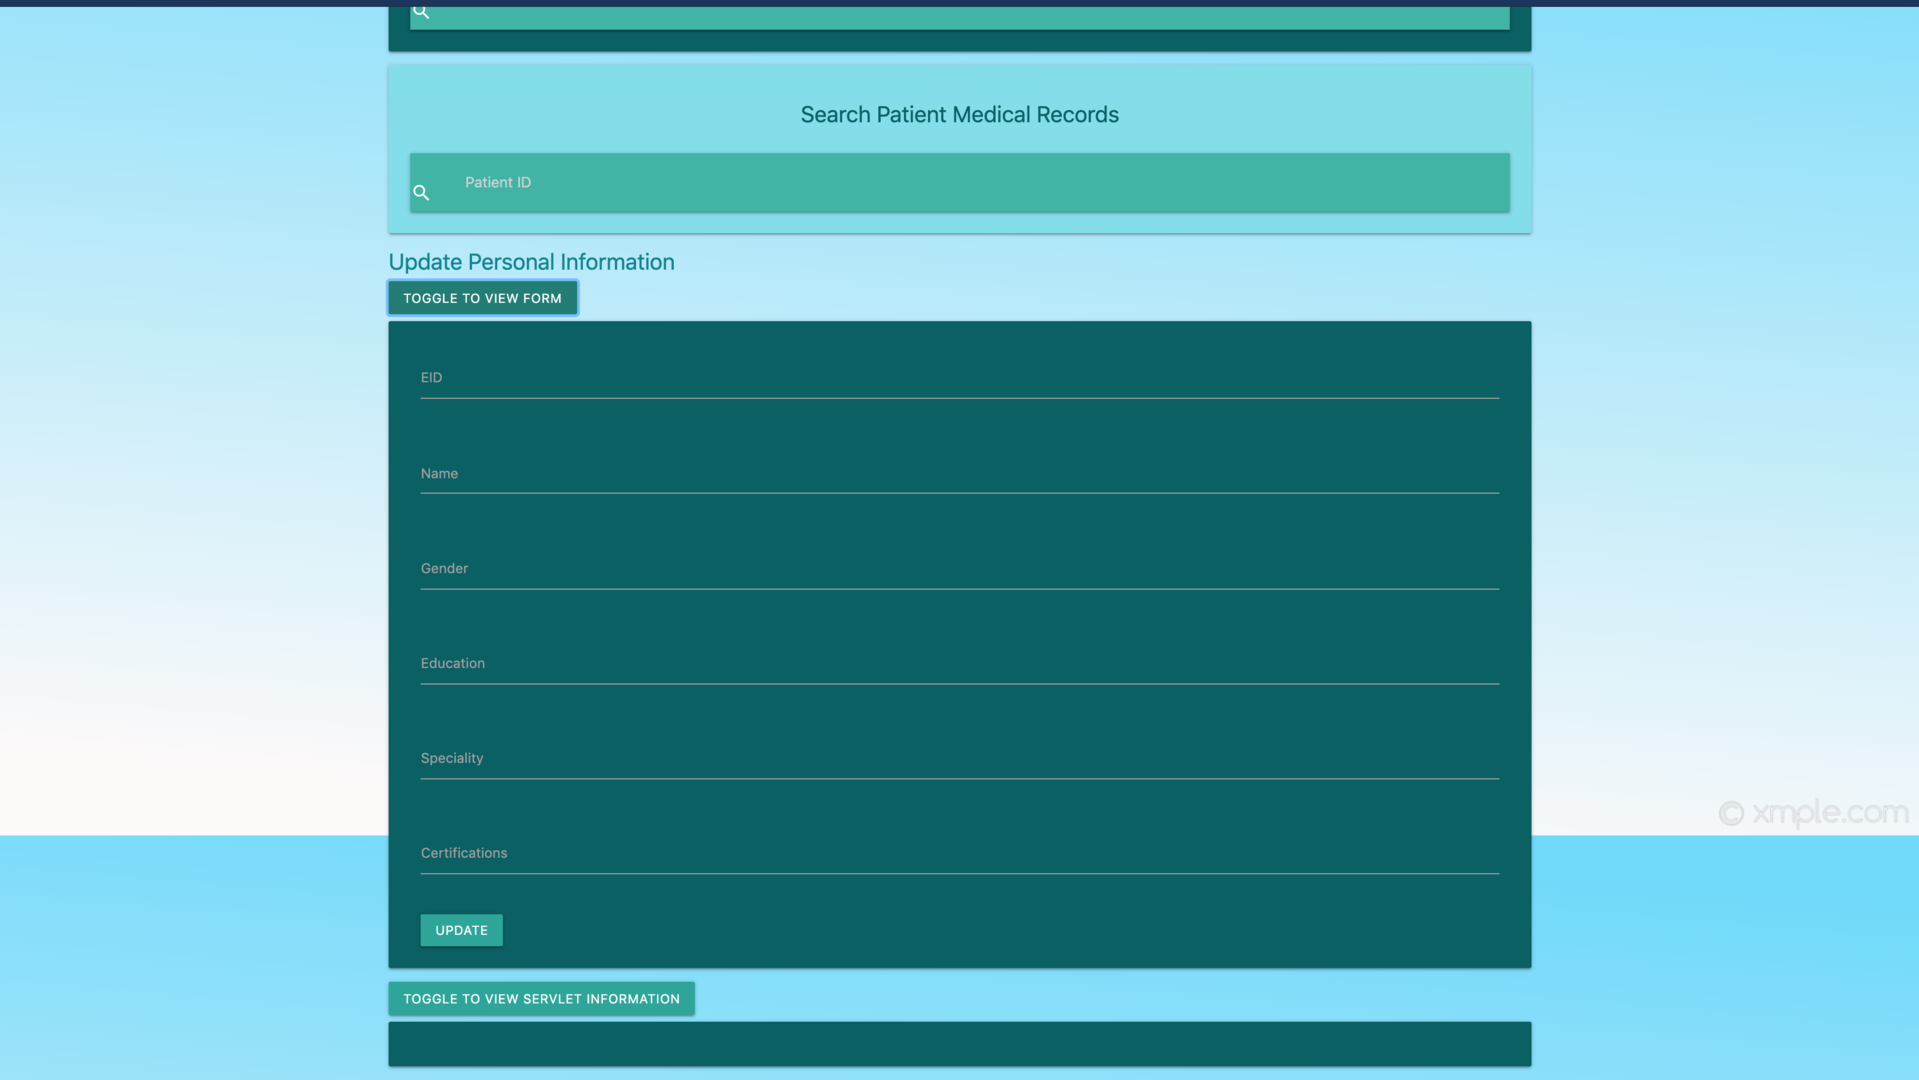 Search Patient Medical Records
Patient ID
Update Personal Information
TOGGLE TO VIEW FORM
EID
Name
Gender
Education
Speciality
© xmple.com
Certifications
UPDATE
TOGGLE TO VIEW SERVLET INFORMATION